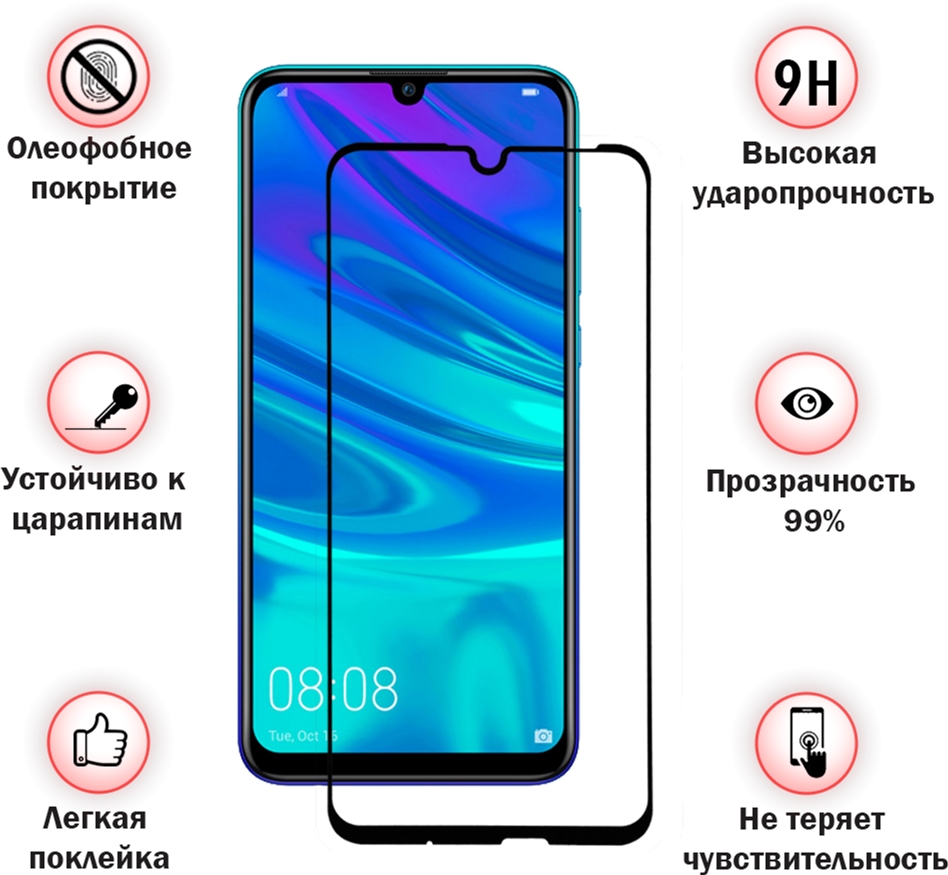 Олеофобное
покрытие
9H
Высокая
ударопрочность
Устойчиво к
царапинам
Прозрачность
99%
08:08
Tue, Oct 16
Легкая
поклейка
Не теряет
чувствительность